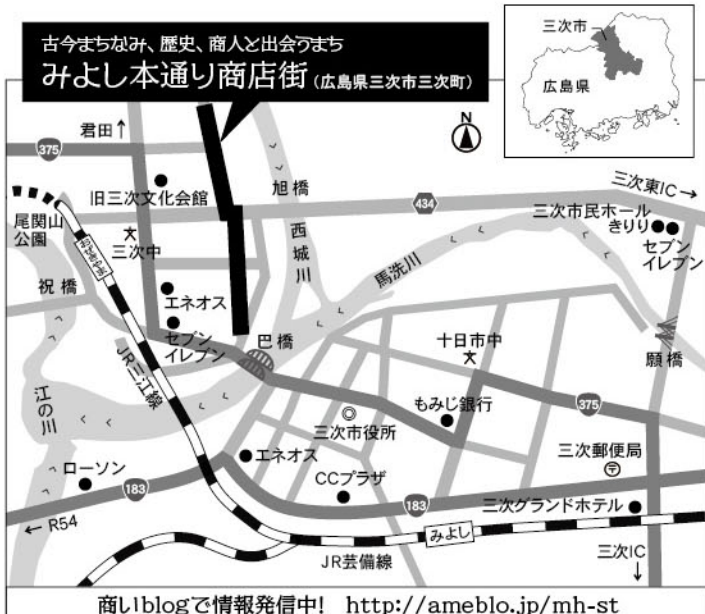 古今まちなみ、歴史、商人と出会うまち
みよし本通り商店街(広島県三次市三次町)
三次市
広島県
N
君田↑
375
旧三次文化会館
旭橋
434
三次東IC→
尾関山
公園
三次中
西城川
馬洗川
三次市民ホール
きりり
セブン
イレブン
おぜきやま
祝橋
エネオス
セブン
イレブン
巴橋
十日市中
願橋
JR三江線
江の川
三次市役所
もみじ銀行
375
ローソン
エネオス
三次郵便局
183
CCプラザ
183
三次グランドホテル
← R54
みよし
JR芸備線
三次IC
↓
商いblogで情報発信中! http://ameblo.jp/mh-st